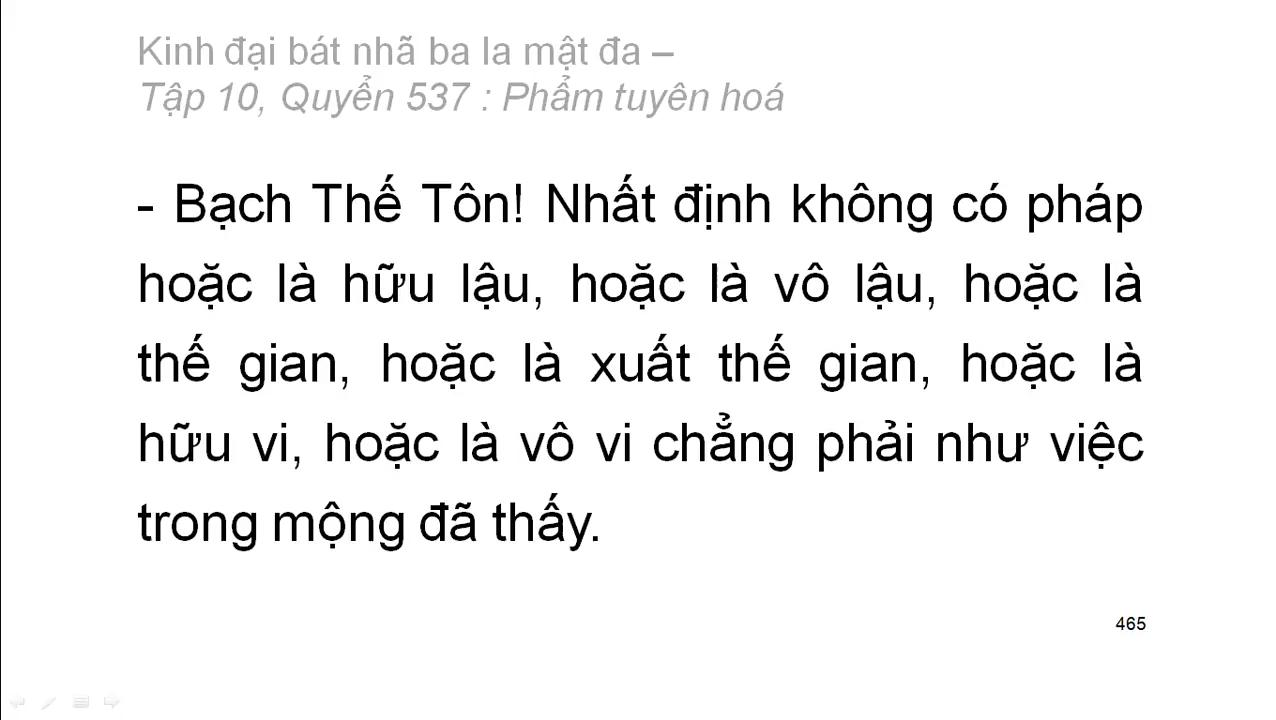 Kinh đại bát nhã ba la mật đa –
Tập 10, Quyển 537 : Phẩm tuyên hoá
- Bạch Thế Tôn! Nhất định không có pháp
hoặc là hữu lậu, hoặc là vô lậu, hoặc là
thế gian, hoặc là xuất thế gian, hoặc là
hữu vi, hoặc là vô vi chẳng phải như việc
trong mộng đã thấy.
465